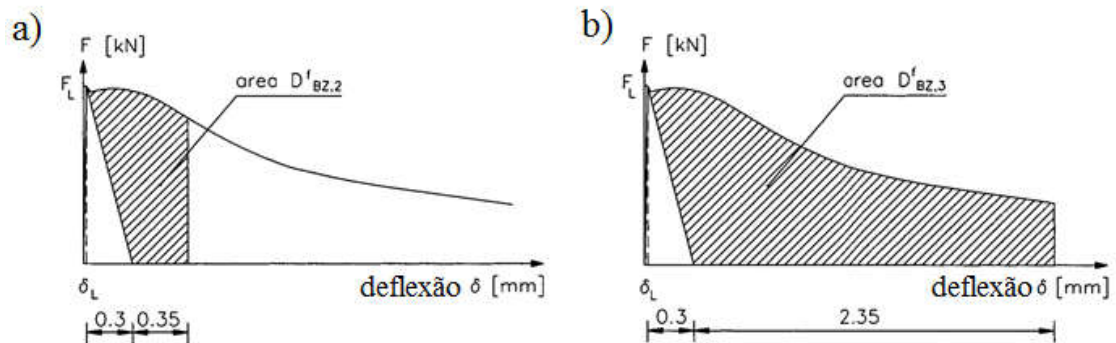 a)
F [kN]
F_L
area D^f_BZ,2
δ_L
deflexão δ [mm]
0.3
0.35
b)
F [kN]
F_L
area D^f_BZ,3
δ_L
deflexão δ [mm]
0.3
2.35